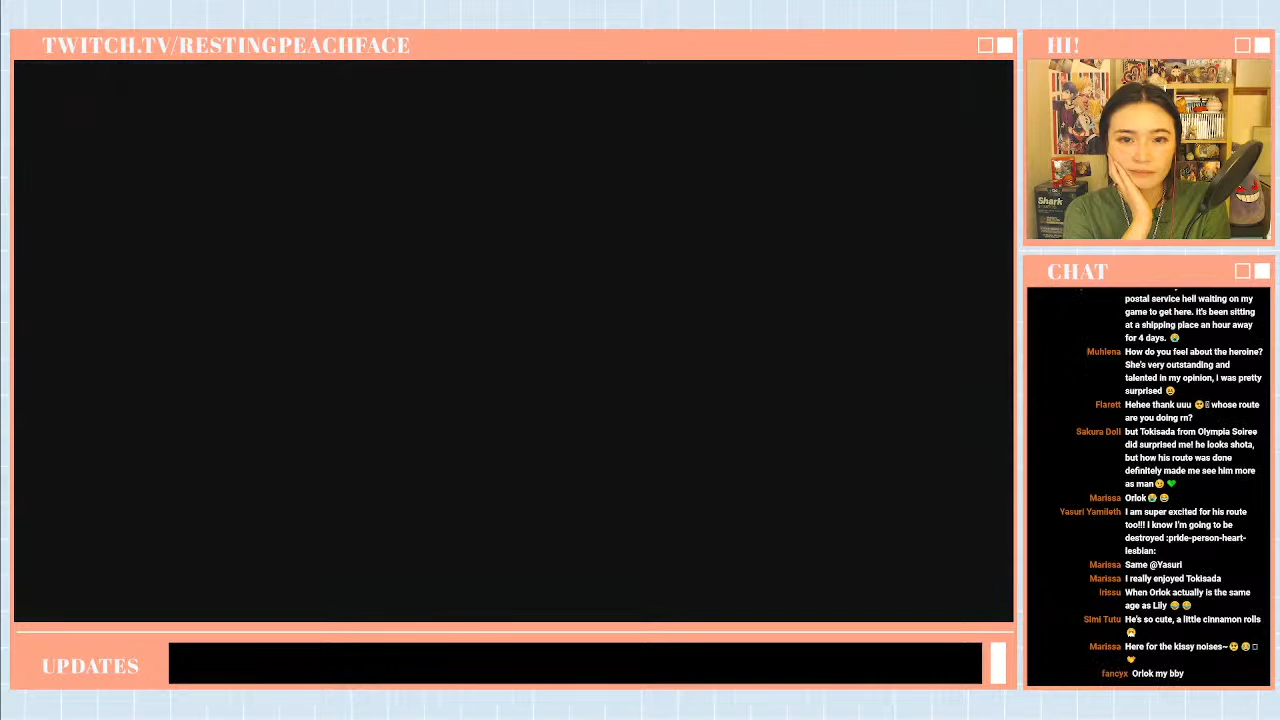 TWITCH.TV/RESTINGPEACHFACE
HI!
Shark
CHAT
postal service hell waiting on my
game to get here. it's been sitting
at a shipping place an hour away
for 4 days. 😭
Muhlena How do you feel about the heroine?
She's very outstanding and
talented in my opinion, i was pretty
surprised 😄
Flarett Hehee thank uuu 🥺 whose route
are you doing rn?
Sakura Doll but Tokisada from Olympia Soiree
did surprised me! he looks shota,
but how his route was done
definitely made me see him more
as man😏 💚
Marissa Orlok😭 😂
Yasuri Yamileth I am super excited for his route
too!!! I know I'm going to be
destroyed :pride-person-heart-
lesbian:
Marissa Same @Yasuri
Marissa I really enjoyed Tokisada
Irissu When Orlok actually is the same
age as Lily 😂 😂
Simi Tutu He's so cute, a little cinnamon rolls
😤
Marissa Here for the kissy noises~
fancyx Orlok my bby
UPDATES